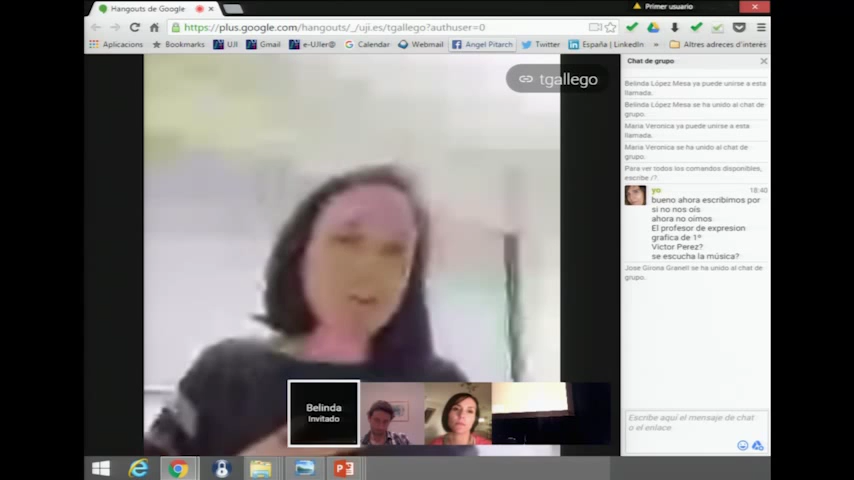 Hangouts de Google
Primer usuario
https://plus.google.com/hangouts/_/uji.es/tgallego?authuser=0
Aplicacions
Bookmarks
UJI
Gmail
e-UJIer@
Calendar
Webmail
Angel Pitarch
Twitter
España | LinkedIn
»
Altres adreces d'interès
tgallego
Chat de grupo
Belinda López Mesa ya puede unirse a esta
llamada.
Belinda López Mesa se ha unido al chat de
grupo.
Maria Veronica ya puede unirse a esta
llamada.
Maria Veronica se ha unido al chat de
grupo.
Para ver todos los comandos disponibles,
escribe /?.
yo 18:40
bueno ahora escribimos por
si no nos oís
ahora no oimos
El profesor de expresion
grafica de 1º
Victor Perez?
se escucha la música?
Jose Girona Granell se ha unido al chat de
grupo.
Belinda
Invitado
Escribe aquí el mensaje de chat
o el enlace